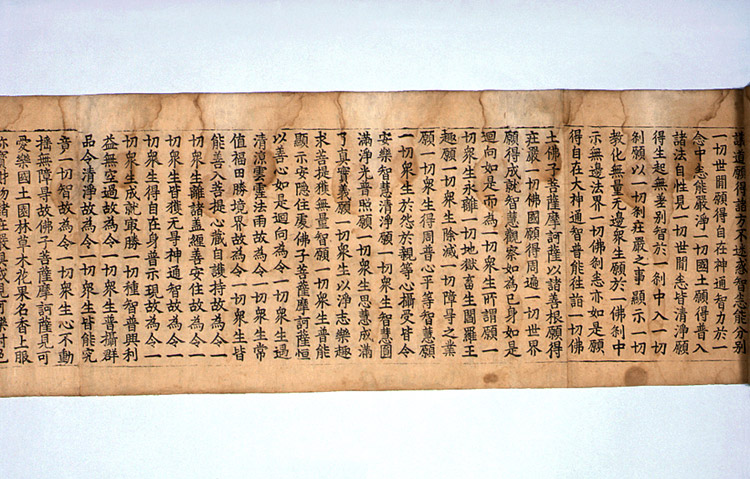 議道願得諸方不迷惑智悉能分別
一切世間願得自在神通智力於一
念中悉能嚴淨一切國土願得普入
諸法自性見一切世間悉皆清淨願
得生起無差別智於一刹中入一切
刹願以一切刹莊嚴之事顯示一切
教化無量無邊衆生願於一佛刹中
示無邊法界一切佛刹悉亦如是願
得自在大神通智普能往詣一切佛
土佛子菩薩摩訶薩以諸善根願得
莊嚴一切佛國願得周遍一切世界
願得成就智慧觀察如為己身如是
迴向如是而為一切衆生所謂願一
切衆生永離一切地獄畜生閻羅王
趣願一切衆生除滅一切障㝵之業
願一切衆生得周普心平等智慧願
一切衆生於怨於親等心攝受皆令
安樂智慧清淨願一切衆生智慧圓
滿淨光普照願一切衆生思慧成滿
了真實義願一切衆生以淨志樂趣
求菩提獲無量智願一切衆生普能
顯示安隱住處佛子菩薩摩訶薩恒
以善心如是迴向為令一切衆生遇
清涼雲霔法雨故為令一切衆生常
值福田勝境界故為令一切衆生皆
能善入菩提心藏自護持故為令一
切衆生離諸蓋纏善安住故為令一
切衆生皆獲无㝵神通智故為令一
切衆生得自在身普示現故為令一
切衆生成就最勝一切種智普興利
益無空過故為令一切衆生普攝群
品令清淨故為令一切衆生皆能究
竟一切智故為令一切衆生心不動
搖無障㝵故佛子菩薩摩訶薩見可
愛樂國土園林草木花果名香上服
珍寶財物諸莊嚴具或見可樂村邑